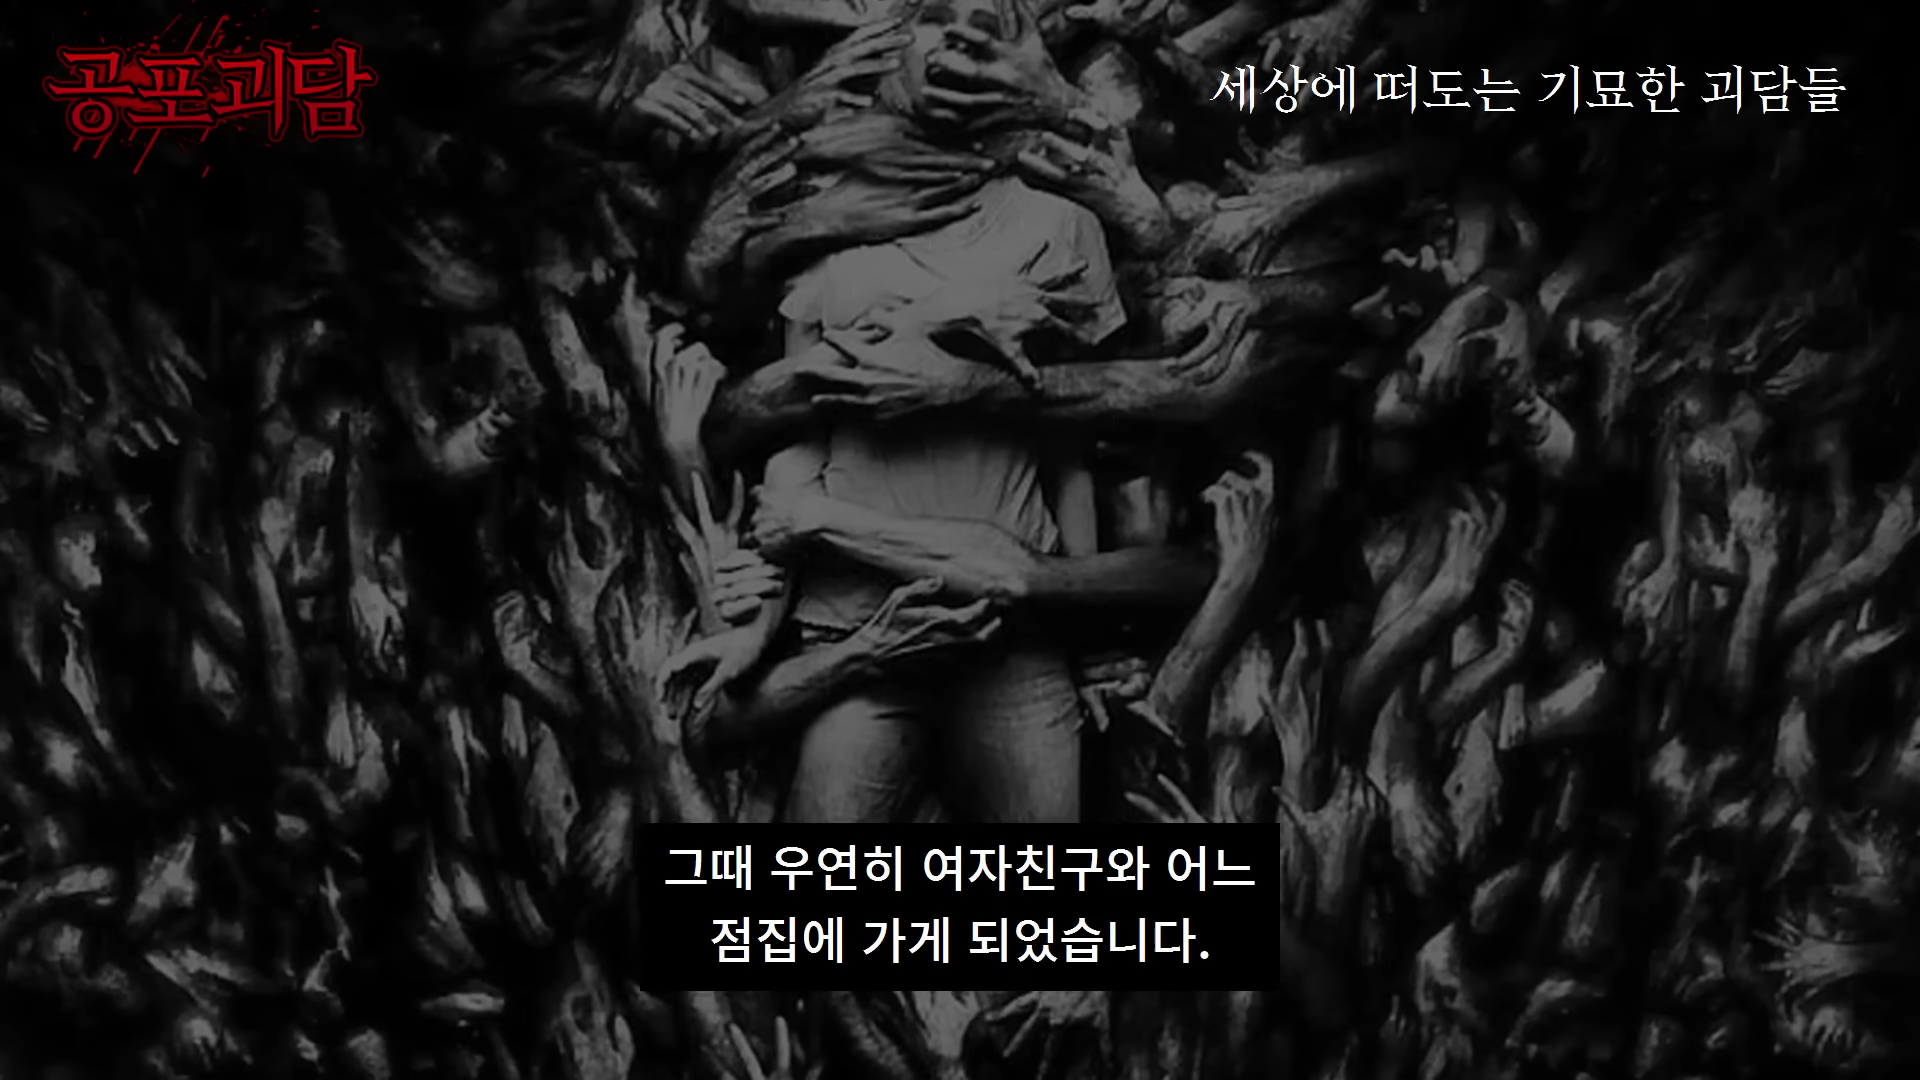 공포괴담
세상에 떠도는 기묘한 괴담들
그때 우연히 여자친구와 어느
점집에 가게 되었습니다.